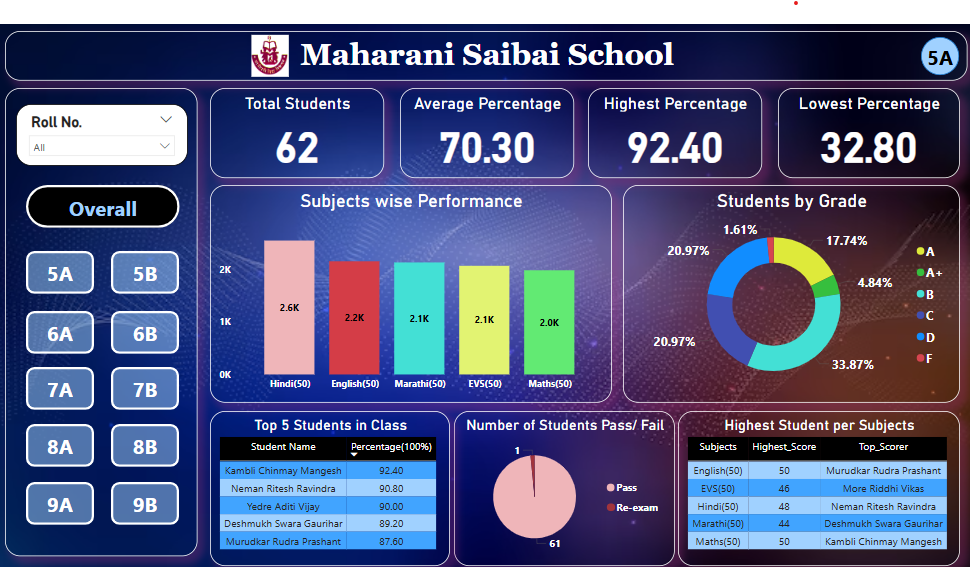 Maharani Saibai School
5A
Roll No.
All
Overall
5A 5B
6A 6B
7A 7B
8A 8B
9A 9B
Total Students
62
Average Percentage
70.30
Highest Percentage
92.40
Lowest Percentage
32.80
Subjects wise Performance
2K
1K
0K
2.6K 2.2K 2.1K 2.1K 2.0K
Hindi(50) English(50) Marathi(50) EVS(50) Maths(50)
Students by Grade
1.61%
17.74%
20.97%
4.84%
20.97%
33.87%
A
A+
B
C
D
F
Top 5 Students in Class
Student Name Percentage(100%)
Kambli Chinmay Mangesh 92.40
Neman Ritesh Ravindra 90.80
Yedre Aditi Vijay 90.00
Deshmukh Swara Gaurihar 89.20
Murudkar Rudra Prashant 87.60
Number of Students Pass/ Fail
1
61
Pass
Re-exam
Highest Student per Subjects
Subjects Highest_Score Top_Scorer
English(50) 50 Murudkar Rudra Prashant
EVS(50) 46 More Riddhi Vikas
Hindi(50) 48 Neman Ritesh Ravindra
Marathi(50) 44 Deshmukh Swara Gaurihar
Maths(50) 50 Kambli Chinmay Mangesh